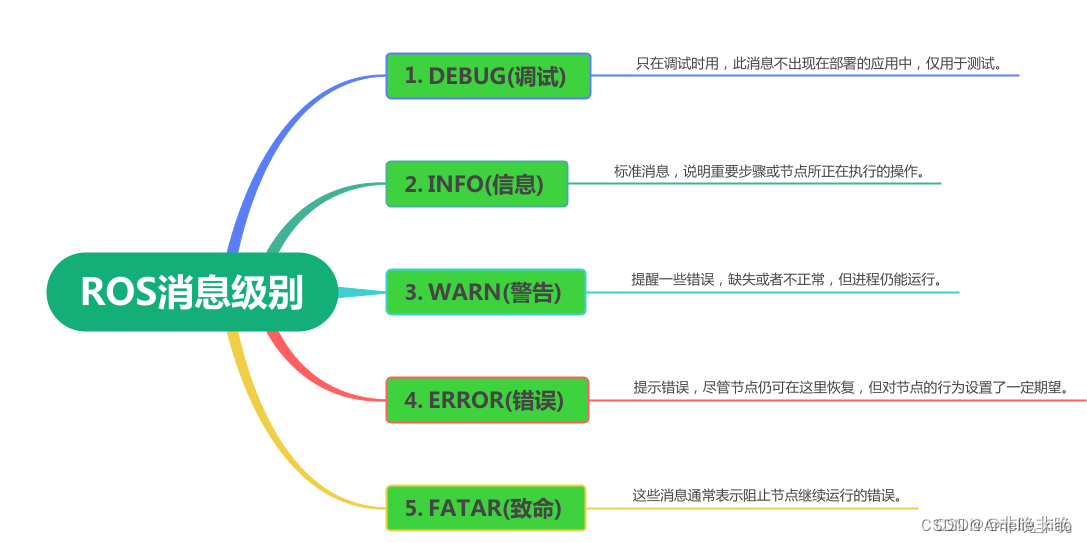 1. DEBUG(调试)
只在调试时用，此消息不出现在部署的应用中，仅用于测试。
2. INFO(信息)
标准消息，说明重要步骤或节点所正在执行的操作。
ROS消息级别
3. WARN(警告)
提醒一些错误，缺失或者不正常，但进程仍能运行。
4. ERROR(错误)
提示错误，尽管节点仍可在这里恢复，但对节点的行为设置了一定期望。
5. FATAR(致命)
这些消息通常表示阻止节点继续运行的错误。
CSDN